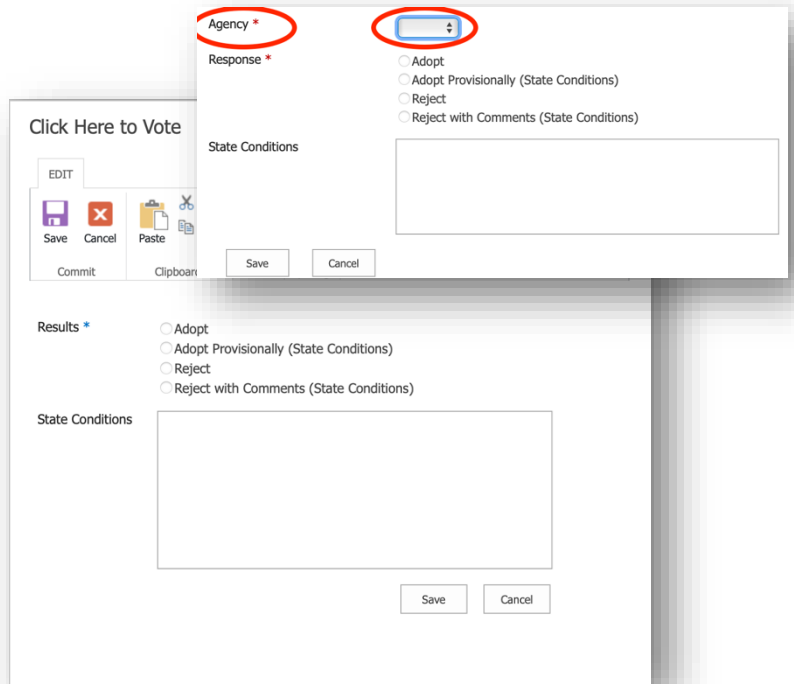 Agency *
Response *
Adopt
Adopt Provisionally (State Conditions)
Reject
Reject with Comments (State Conditions)
State Conditions
Save Cancel
Click Here to Vote
EDIT
Save Cancel Paste
Commit Clipboard
Results *
Adopt
Adopt Provisionally (State Conditions)
Reject
Reject with Comments (State Conditions)
State Conditions
Save Cancel